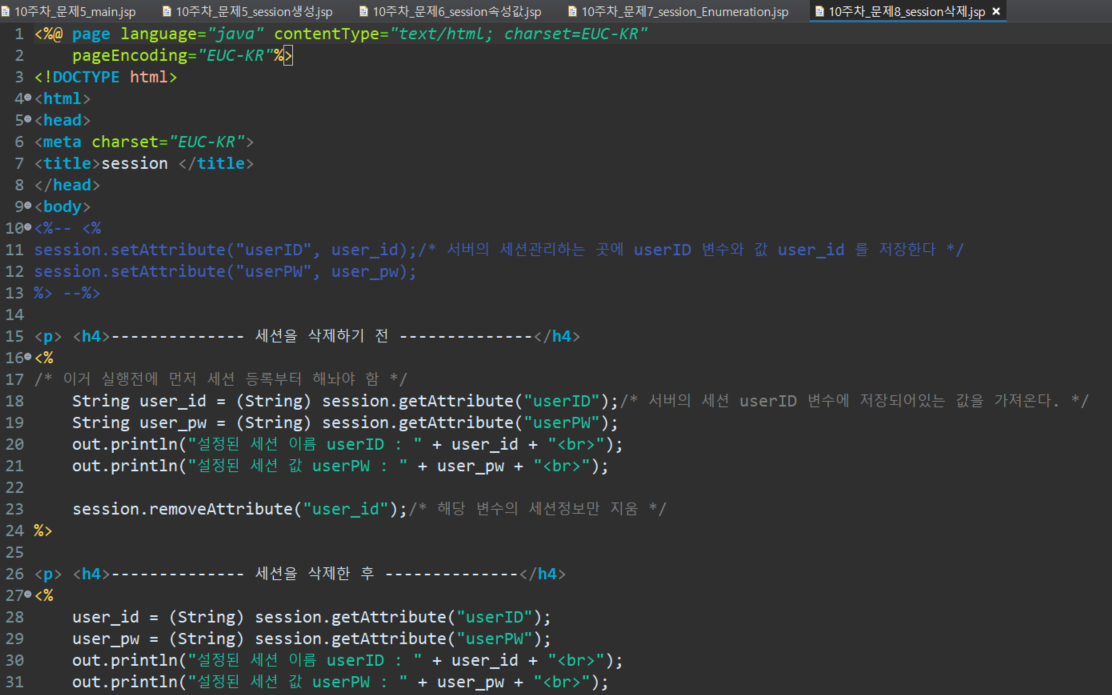 10주차_문제5_main.jsp 10주차_문제5_session생성.jsp 10주차_문제6_session속성값.jsp 10주차_문제7_session_Enumeration.jsp 10주차_문제8_session삭제.jsp
1 <%@ page language="java" contentType="text/html; charset=EUC-KR"
2     pageEncoding="EUC-KR"%>
3 <!DOCTYPE html>
4 <html>
5 <head>
6 <meta charset="EUC-KR">
7 <title>session </title>
8 </head>
9 <body>
10 <%-- <%
11 session.setAttribute("userID", user_id);/* 서버의 세션관리하는 곳에 userID 변수와 값 user_id 를 저장한다 */
12 session.setAttribute("userPW", user_pw);
13 %> --%>
14
15 <p> <h4>-------------- 세션을 삭제하기 전 --------------</h4>
16 <%
17 /* 이거 실행전에 먼저 세션 등록부터 해놔야 함 */
18     String user_id = (String) session.getAttribute("userID");/* 서버의 세션 userID 변수에 저장되어있는 값을 가져온다. */
19     String user_pw = (String) session.getAttribute("userPW");
20     out.println("설정된 세션 이름 userID : " + user_id + "<br>");
21     out.println("설정된 세션 값 userPW : " + user_pw + "<br>");
22
23     session.removeAttribute("user_id");/* 해당 변수의 세션정보만 지움 */
24 %>
25
26 <p> <h4>-------------- 세션을 삭제한 후 --------------</h4>
27 <%
28     user_id = (String) session.getAttribute("userID");
29     user_pw = (String) session.getAttribute("userPW");
30     out.println("설정된 세션 이름 userID : " + user_id + "<br>");
31     out.println("설정된 세션 값 userPW : " + user_pw + "<br>");